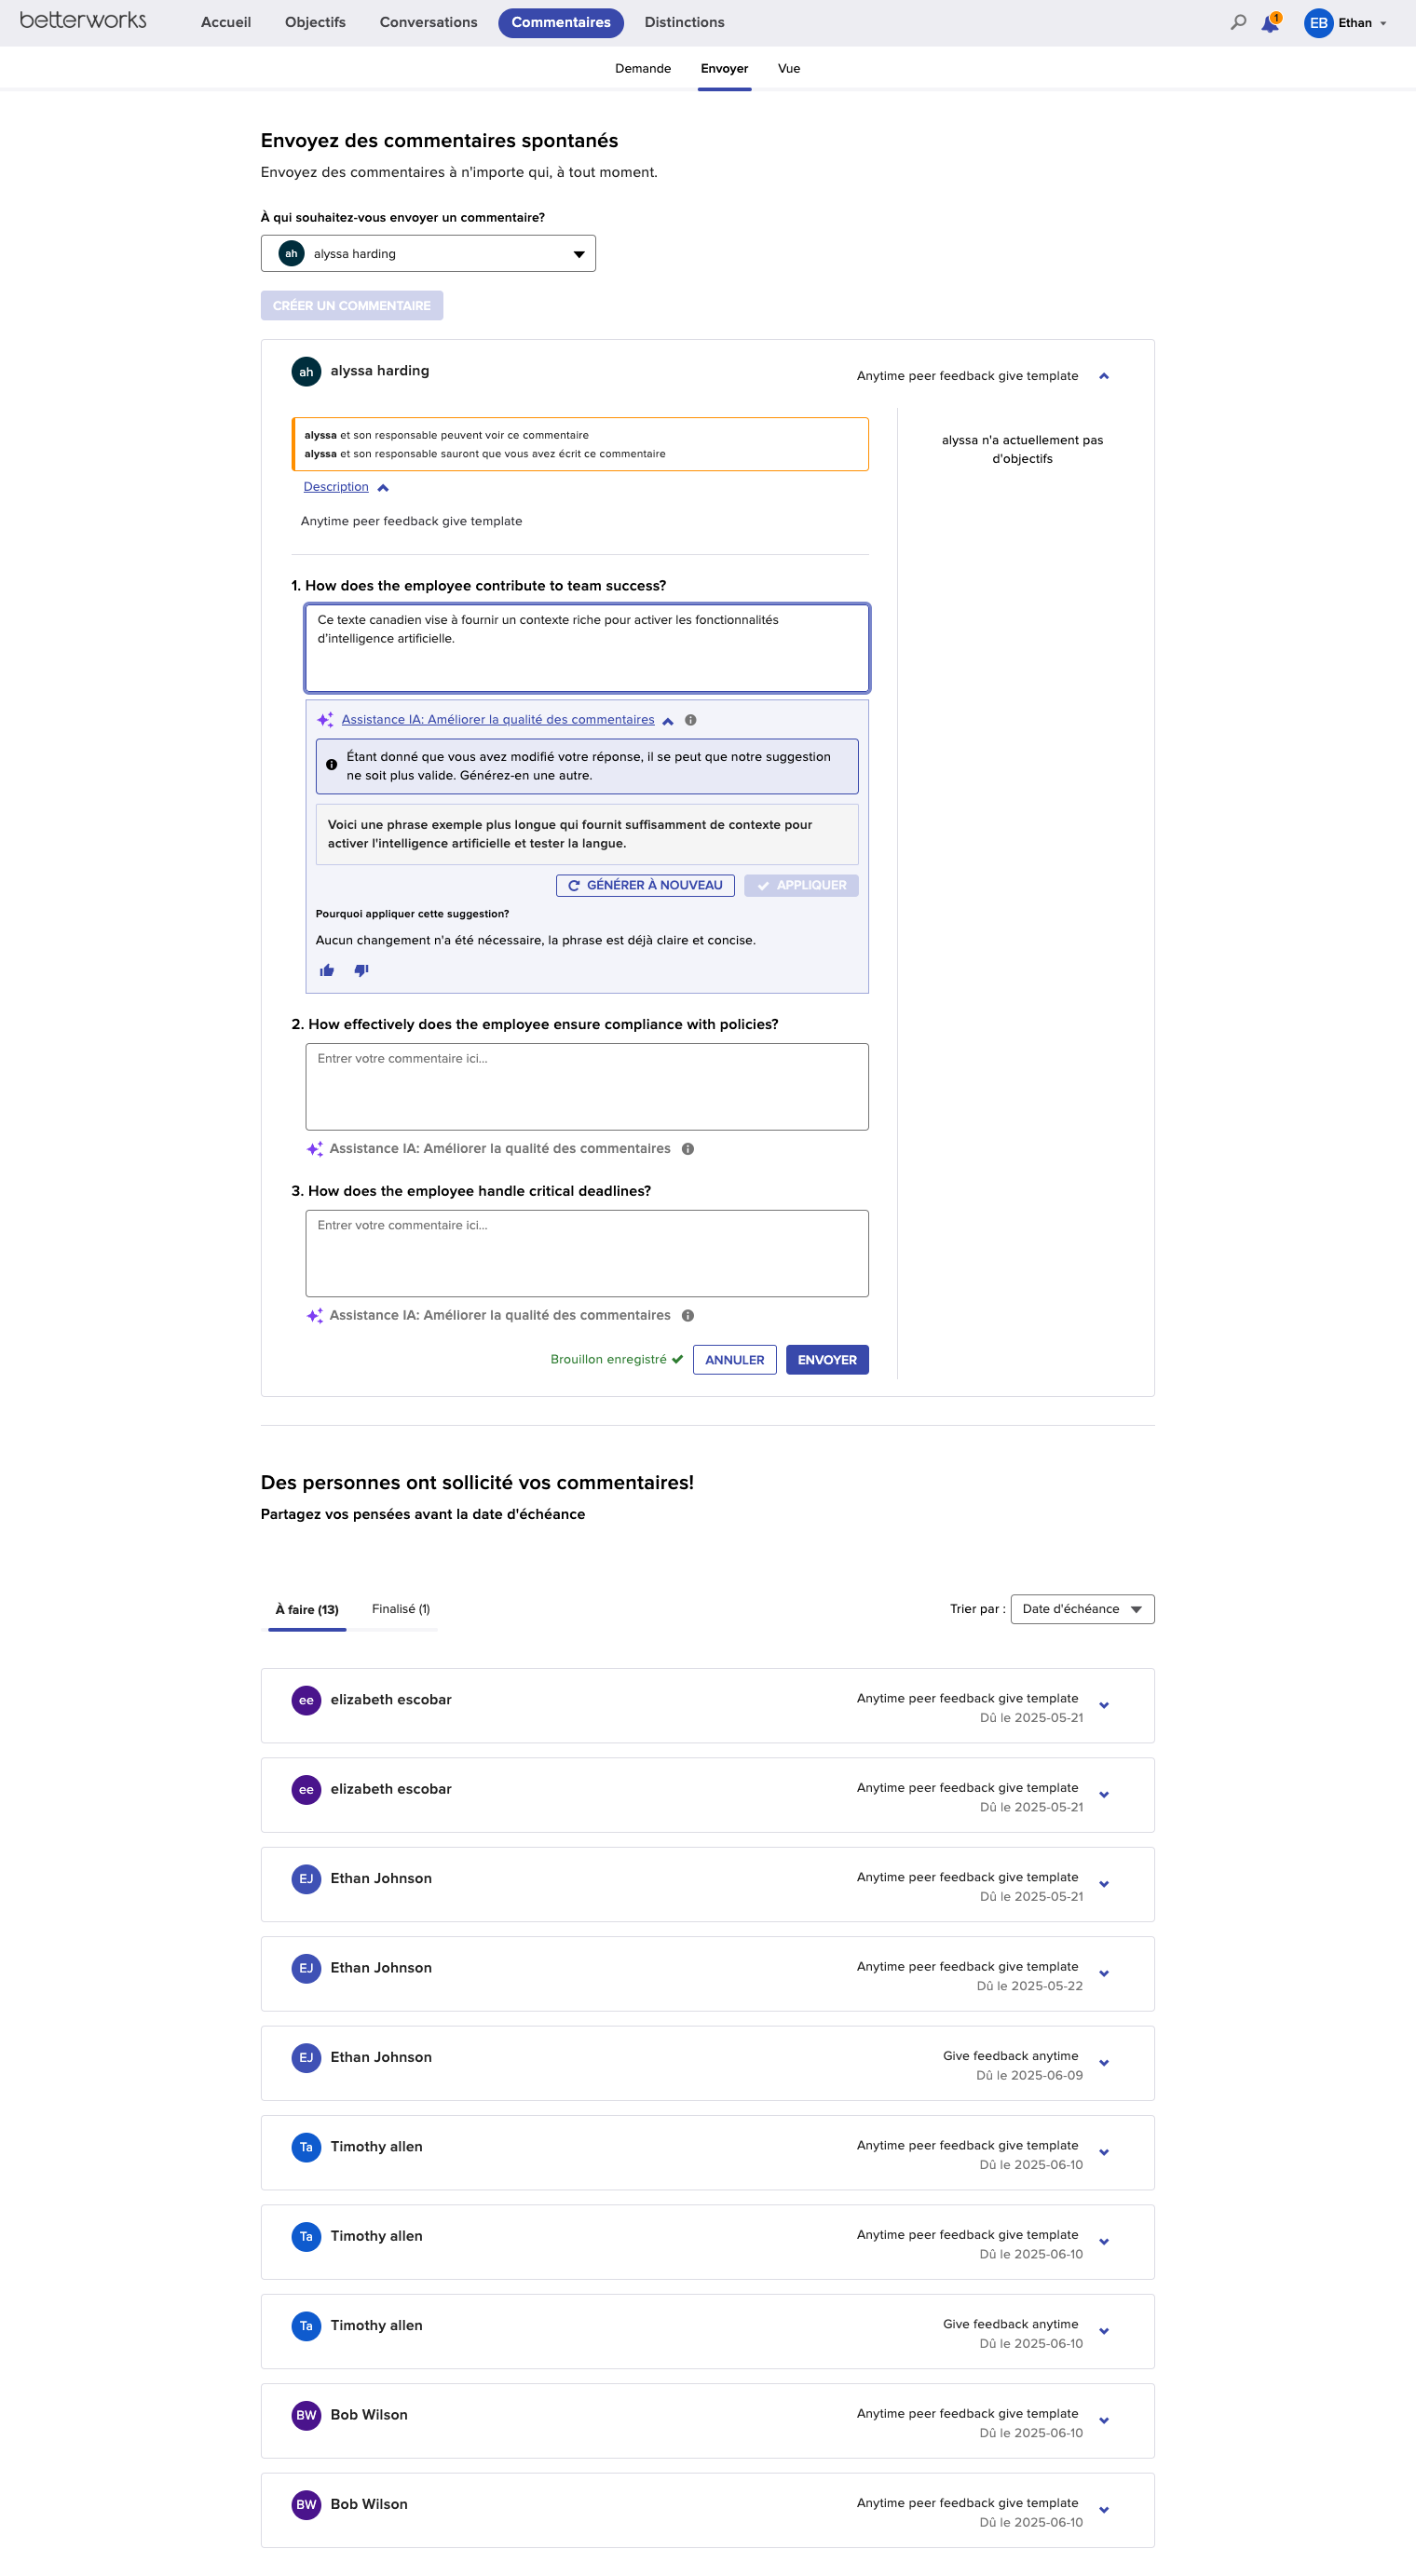 betterworks
Accueil
Objectifs
Conversations
Commentaires
Distinctions
1
EB
Ethan
Demande
Envoyer
Vue
Envoyez des commentaires spontanés
Envoyez des commentaires à n'importe qui, à tout moment.
À qui souhaitez-vous envoyer un commentaire?
ah
alyssa harding
CRÉER UN COMMENTAIRE
ah
alyssa harding
Anytime peer feedback give template
alyssa et son responsable peuvent voir ce commentaire
alyssa et son responsable sauront que vous avez écrit ce commentaire
Description
Anytime peer feedback give template
alyssa n'a actuellement pas
d'objectifs
1. How does the employee contribute to team success?
Ce texte canadien vise à fournir un contexte riche pour activer les fonctionnalités
d'intelligence artificielle.
Assistance IA: Améliorer la qualité des commentaires
Étant donné que vous avez modifié votre réponse, il se peut que notre suggestion
ne soit plus valide. Générez-en une autre.
Voici une phrase exemple plus longue qui fournit suffisamment de contexte pour
activer l'intelligence artificielle et tester la langue.
GÉNÉRER À NOUVEAU
APPLIQUER
Pourquoi appliquer cette suggestion?
Aucun changement n'a été nécessaire, la phrase est déjà claire et concise.
2. How effectively does the employee ensure compliance with policies?
Entrer votre commentaire ici...
Assistance IA: Améliorer la qualité des commentaires
3. How does the employee handle critical deadlines?
Entrer votre commentaire ici...
Assistance IA: Améliorer la qualité des commentaires
Brouillon enregistré
ANNULER
ENVOYER
Des personnes ont sollicité vos commentaires!
Partagez vos pensées avant la date d'échéance
À faire (13)
Finalisé (1)
Trier par :
Date d'échéance
ee
elizabeth escobar
Anytime peer feedback give template
Dû le 2025-05-21
ee
elizabeth escobar
Anytime peer feedback give template
Dû le 2025-05-21
EJ
Ethan Johnson
Anytime peer feedback give template
Dû le 2025-05-21
EJ
Ethan Johnson
Anytime peer feedback give template
Dû le 2025-05-22
EJ
Ethan Johnson
Give feedback anytime
Dû le 2025-06-09
Ta
Timothy allen
Anytime peer feedback give template
Dû le 2025-06-10
Ta
Timothy allen
Anytime peer feedback give template
Dû le 2025-06-10
Ta
Timothy allen
Give feedback anytime
Dû le 2025-06-10
BW
Bob Wilson
Anytime peer feedback give template
Dû le 2025-06-10
BW
Bob Wilson
Anytime peer feedback give template
Dû le 2025-06-10